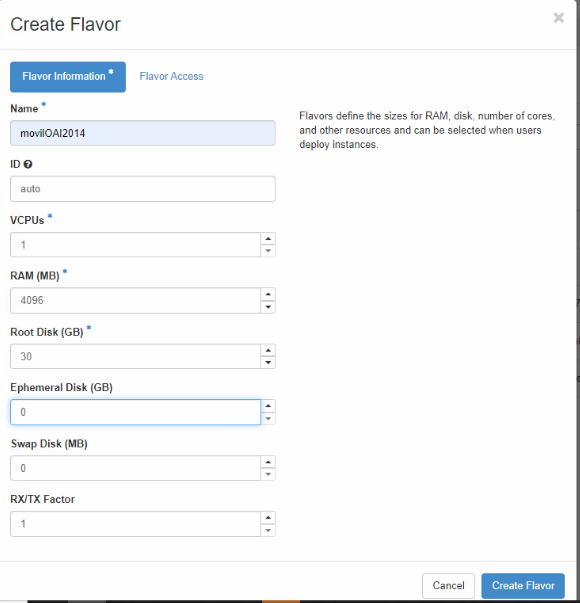 Create Flavor
×
Flavor Information *
Flavor Access
Name *
movilOAI2014
Flavors define the sizes for RAM, disk, number of cores,
and other resources and can be selected when users
deploy instances.
ID
auto
VCPUs *
1
RAM (MB) *
4096
Root Disk (GB) *
30
Ephemeral Disk (GB)
0
Swap Disk (MB)
0
RX/TX Factor
1
Cancel
Create Flavor